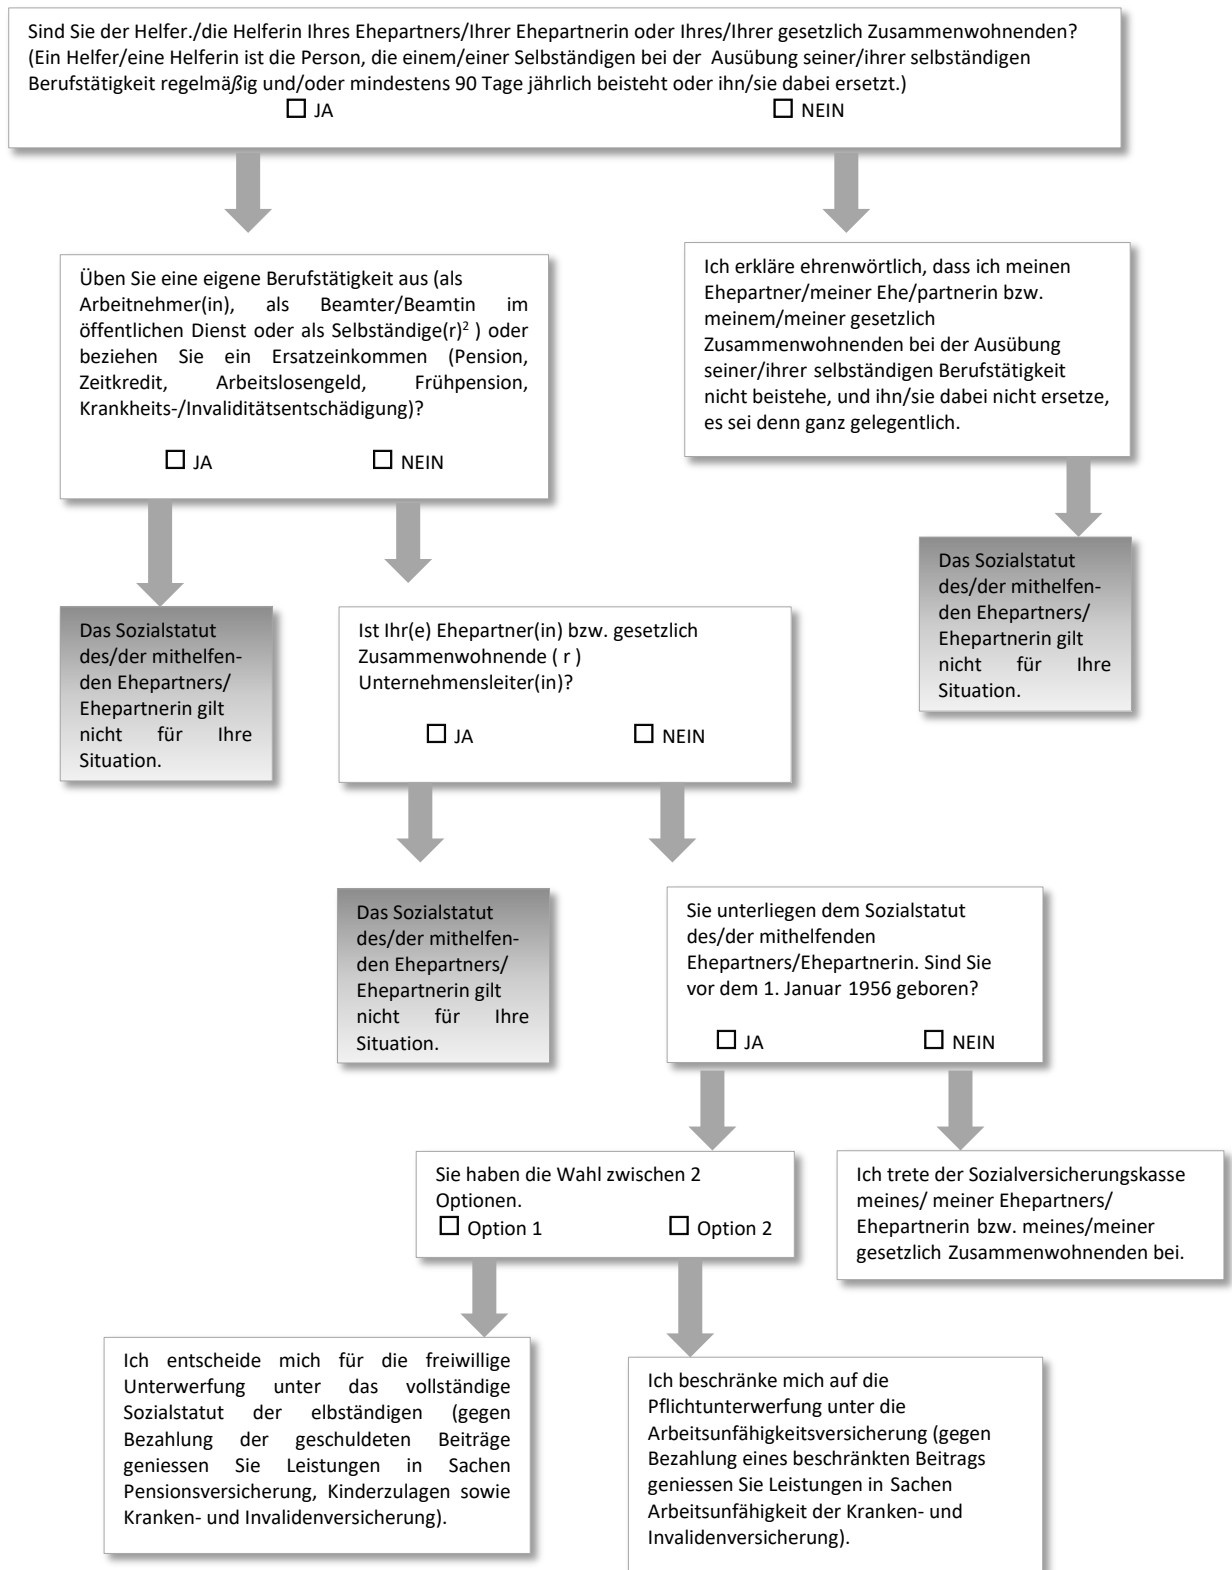 Sind Sie der Helfer./die Helferin Ihres Ehepartners/Ihrer Ehepartnerin oder Ihres/Ihrer gesetzlich Zusammenwohnenden?
(Ein Helfer/eine Helferin ist die Person, die einem/einer Selbständigen bei der Ausübung seiner/ihrer selbständigen
Berufstätigkeit regelmäßig und/oder mindestens 90 Tage jährlich beisteht oder ihn/sie dabei ersetzt.)
☐ JA ☐ NEIN
Üben Sie eine eigene Berufstätigkeit aus (als
Arbeitnehmer(in), als Beamter/Beamtin im
öffentlichen Dienst oder als Selbständige(r)² ) oder
beziehen Sie ein Ersatzeinkommen (Pension,
Zeitkredit, Arbeitslosengeld, Frühpension,
Krankheits-/Invaliditätsentschädigung)?
☐ JA ☐ NEIN
Ich erkläre ehrenwörtlich, dass ich meinen
Ehepartner/meiner Ehe/partnerin bzw.
meinem/meiner gesetzlich
Zusammenwohnenden bei der Ausübung
seiner/ihrer selbständigen Berufstätigkeit
nicht beistehe, und ihn/sie dabei nicht ersetze,
es sei denn ganz gelegentlich.
Das Sozialstatut
des/der mithelfen-
den Ehepartners/
Ehepartnerin gilt
nicht für Ihre
Situation.
Das Sozialstatut
des/der mithelfen-
den Ehepartners/
Ehepartnerin gilt
nicht für Ihre
Situation.
Ist Ihr(e) Ehepartner(in) bzw. gesetzlich
Zusammenwohnende ( r )
Unternehmensleiter(in)?
☐ JA ☐ NEIN
Das Sozialstatut
des/der mithelfen-
den Ehepartners/
Ehepartnerin gilt
nicht für Ihre
Situation.
Sie unterliegen dem Sozialstatut
des/der mithelfenden
Ehepartners/Ehepartnerin. Sind Sie
vor dem 1. Januar 1956 geboren?
☐ JA ☐ NEIN
Sie haben die Wahl zwischen 2
Optionen.
☐ Option 1 ☐ Option 2
Ich trete der Sozialversicherungskasse
meines/ meiner Ehepartners/
Ehepartnerin bzw. meines/meiner
gesetzlich Zusammenwohnenden bei.
Ich entscheide mich für die freiwillige
Unterwerfung unter das vollständige
Sozialstatut der elbständigen (gegen
Bezahlung der geschuldeten Beiträge
geniessen Sie Leistungen in Sachen
Pensionsversicherung, Kinderzulagen sowie
Kranken- und Invalidenversicherung).
Ich beschränke mich auf die
Pflichtunterwerfung unter die
Arbeitsunfähigkeitsversicherung (gegen
Bezahlung eines beschränkten Beitrags
geniessen Sie Leistungen in Sachen
Arbeitsunfähigkeit der Kranken- und
Invalidenversicherung).